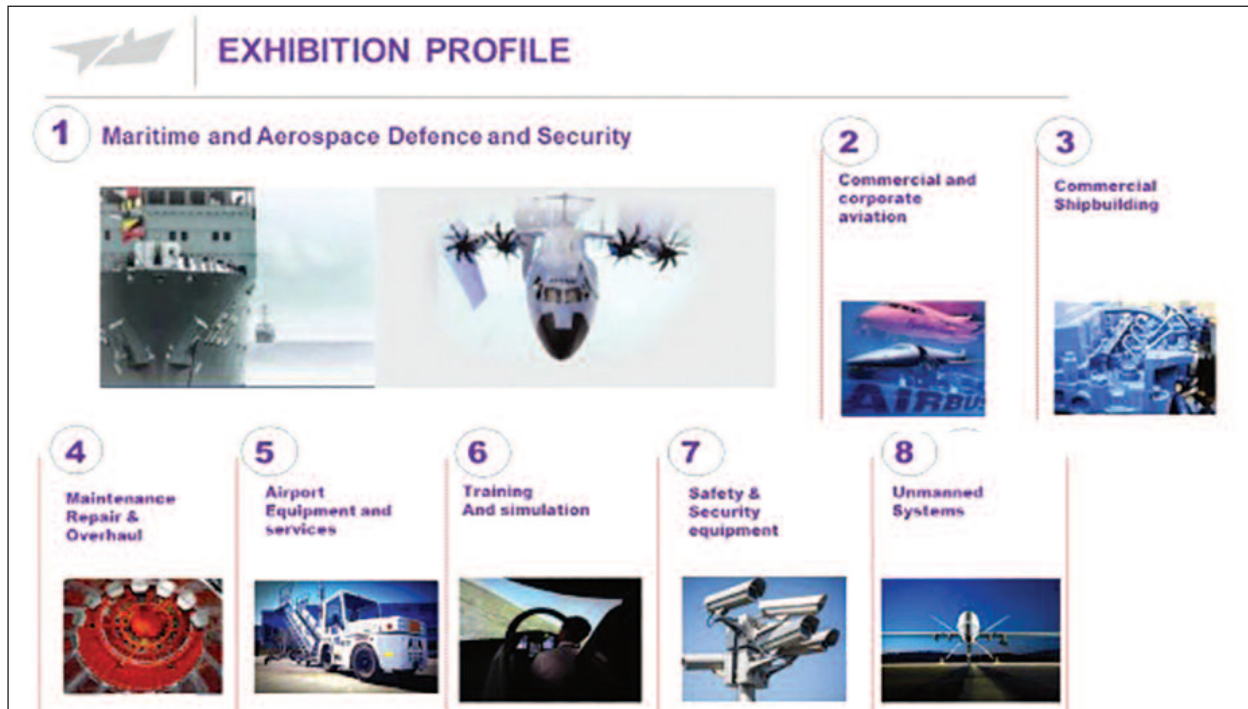 EXHIBITION PROFILE
1
Maritime and Aerospace Defence and Security
2
Commercial and
corporate
aviation
3
Commercial
Shipbuilding
AIRBUS
4
Maintenance
Repair &
Overhaul
5
Airport
Equipment and
services
6
Training
And simulation
7
Safety &
Security
equipment
8
Unmanned
Systems